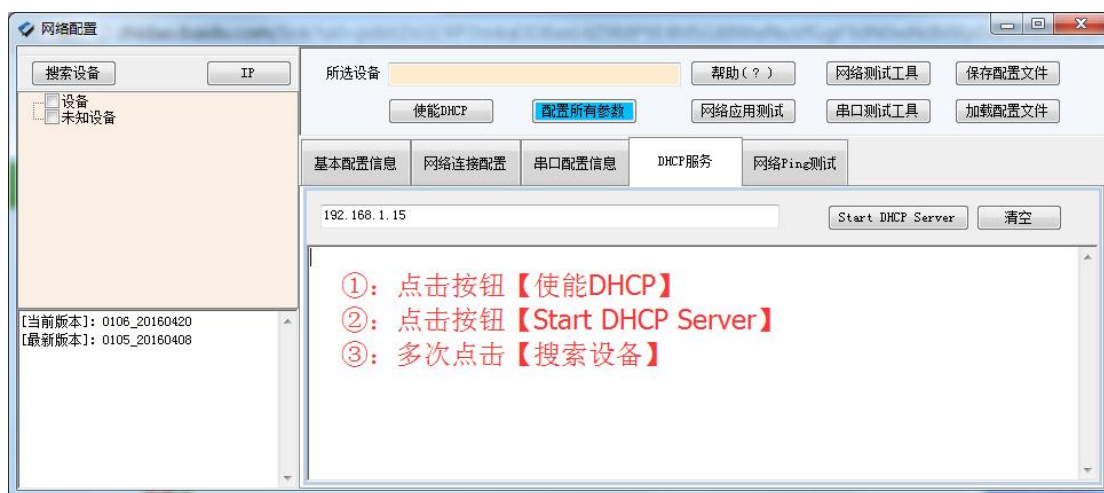 网络配置
搜索设备
IP
设备
未知设备
[当前版本]: 0106_20160420
[最新版本]: 0105_20160408
所选设备
帮助(?)
网络测试工具
保存配置文件
使能DHCP
配置所有参数
网络应用测试
串口测试工具
加载配置文件
基本配置信息
网络连接配置
串口配置信息
DHCP服务
网络Ping测试
192.168.1.15
Start DHCP Server
清空
①：点击按钮【使能DHCP】
②：点击按钮【Start DHCP Server】
③：多次点击【搜索设备】